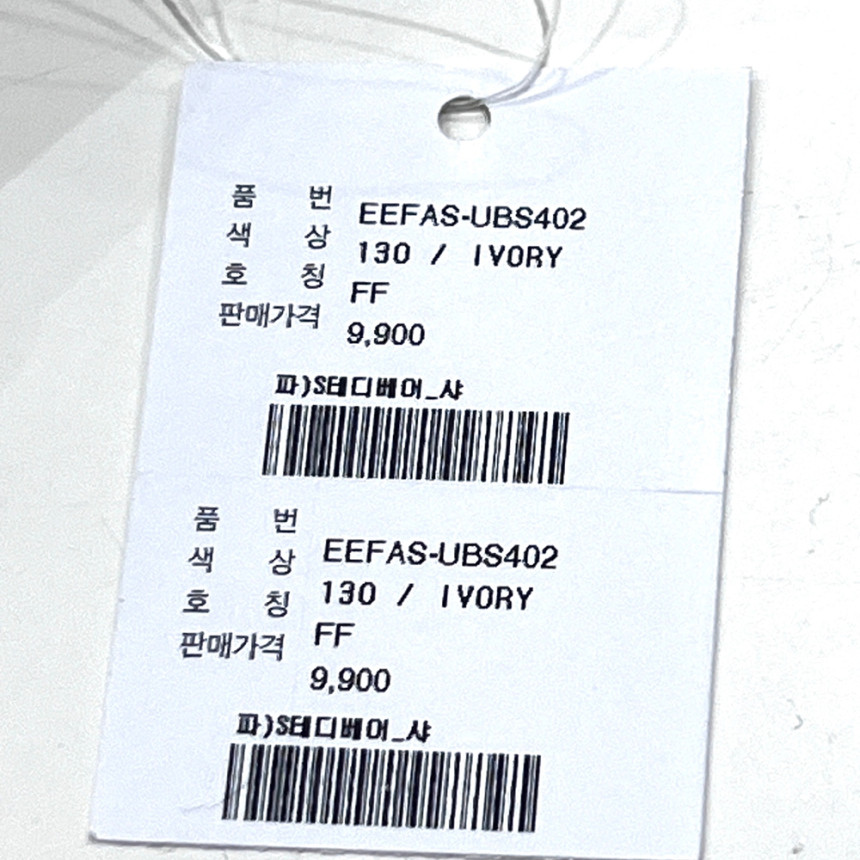 품 번 EEFAS-UBS402
색 상 130 / IVORY
호 칭 FF
판매가격 9,900
파)S테디베어_샤
품 번 EEFAS-UBS402
색 상 130 / IVORY
호 칭 FF
판매가격 9,900
파)S테디베어_샤